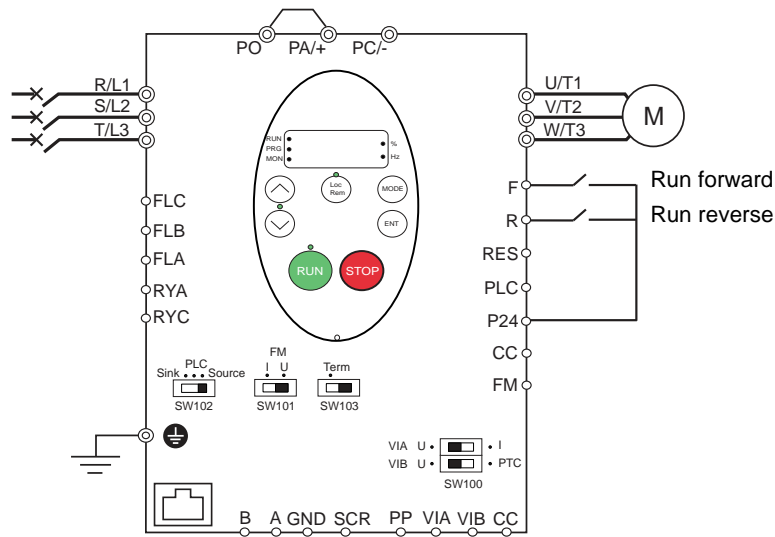 PO PA/+ PC/-
R/L1
S/L2
T/L3
U/T1
V/T2
W/T3
M
RUN
PRG
MON
%
Hz
Loc
Rem
MODE
ENT
RUN
STOP
FLC
FLB
FLA
RYA
RYC
F
R
RES
PLC
P24
CC
FM
Run forward
Run reverse
PLC
Sink Source
SW102
FM
I U
SW101
Term
SW103
VIA U I
VIB U PTC
SW100
B A GND SCR PP VIA VIB CC